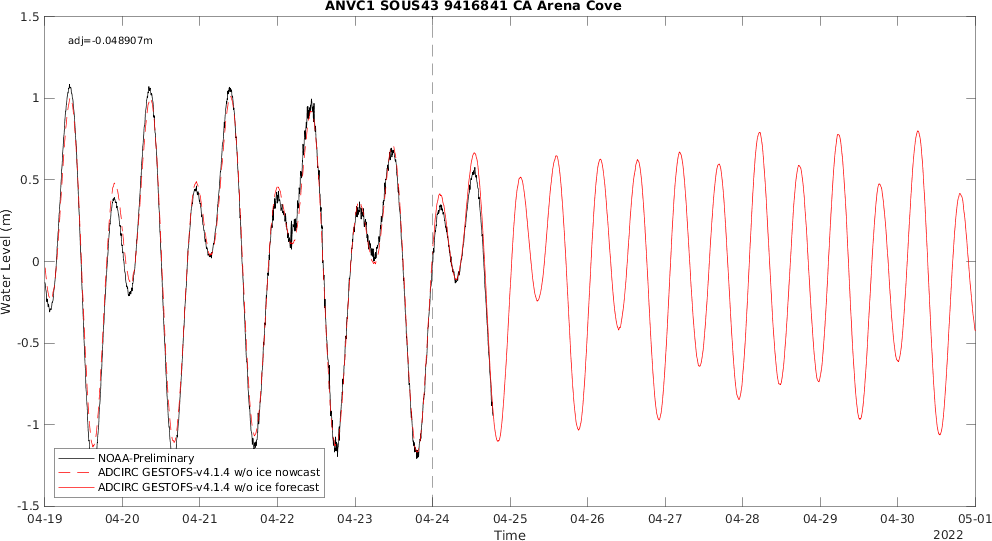 ANVC1 SOUS43 9416841 CA Arena Cove
adj=-0.048907m
Water Level (m)
1.5
1
0.5
0
-0.5
-1
-1.5
NOAA-Preliminary
ADCIRC GESTOFS-v4.1.4 w/o ice nowcast
ADCIRC GESTOFS-v4.1.4 w/o ice forecast
04-19 04-20 04-21 04-22 04-23 04-24 04-25 04-26 04-27 04-28 04-29 04-30 05-01
Time
2022